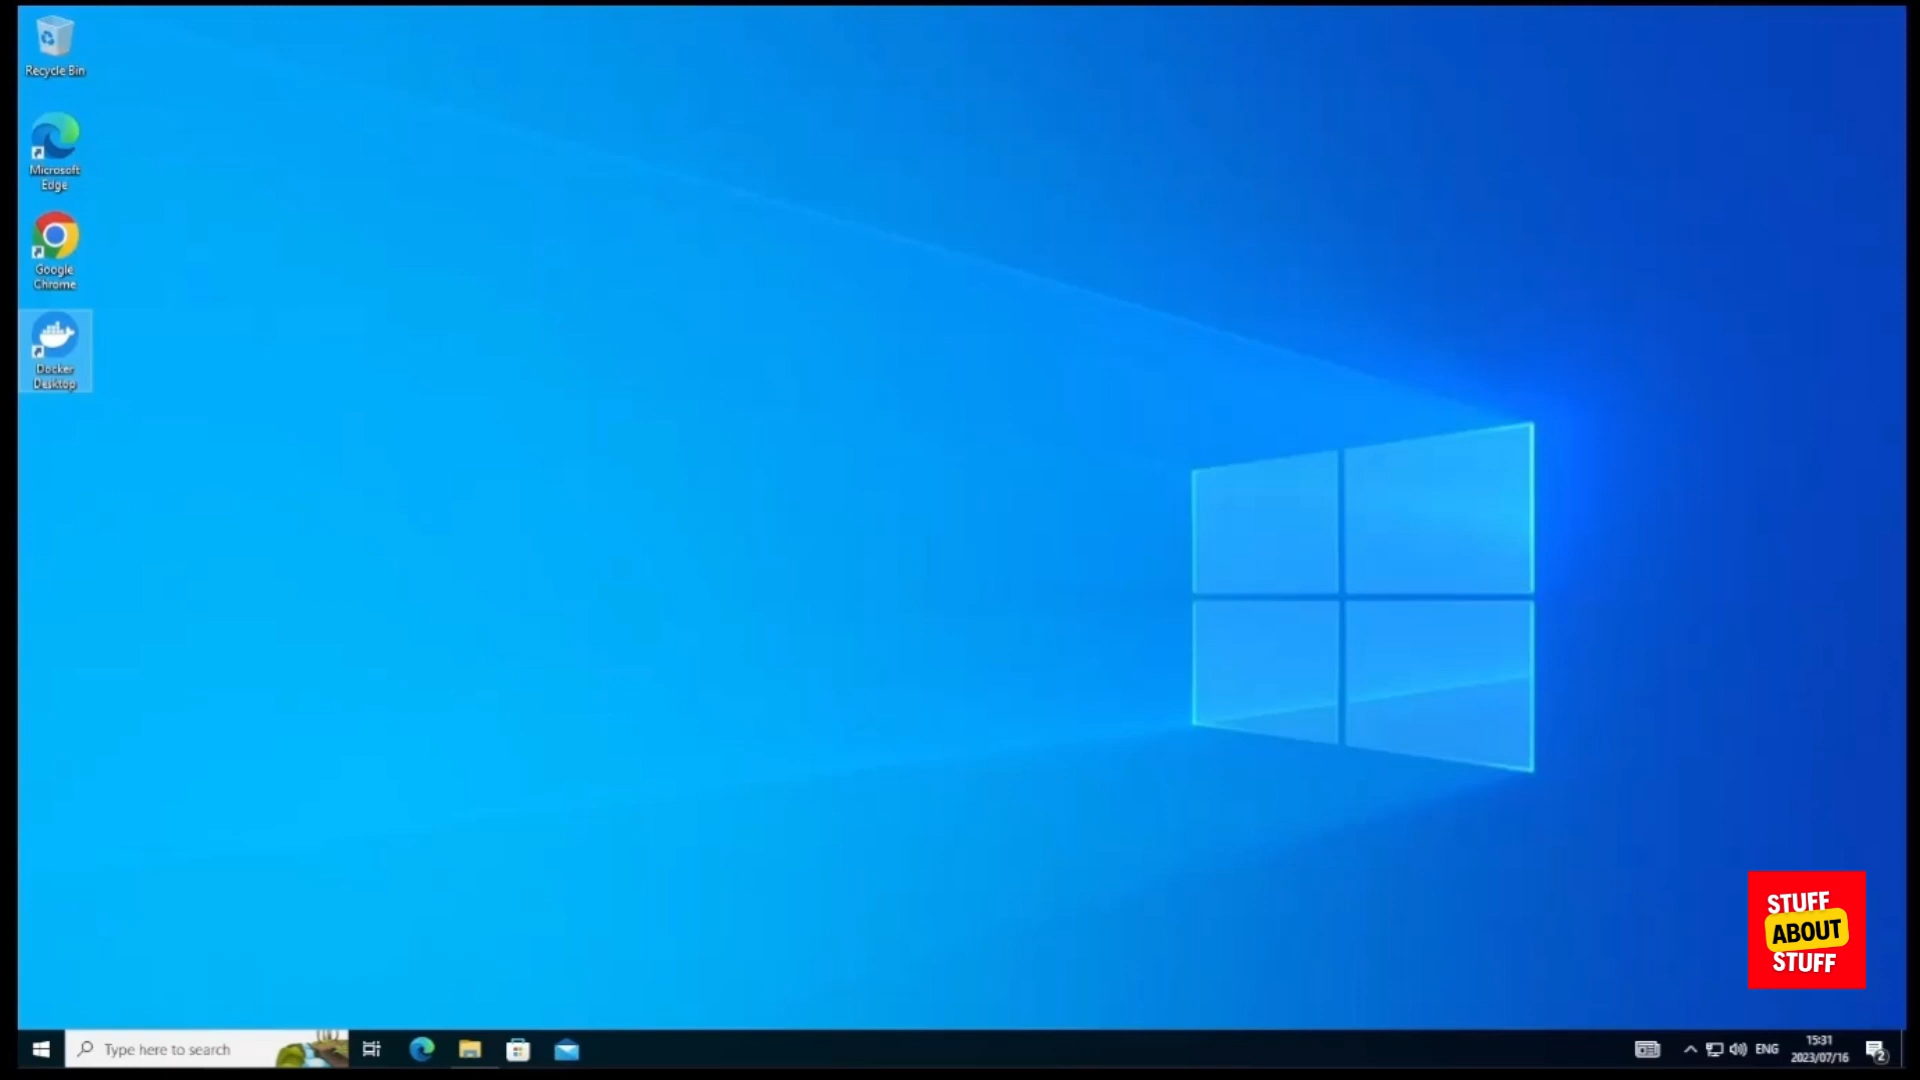 Recycle Bin
Microsoft
Edge
Google
Chrome
Docker
Desktop
STUFF
ABOUT
STUFF
Type here to search
ENG
15:31
2023/07/16
2